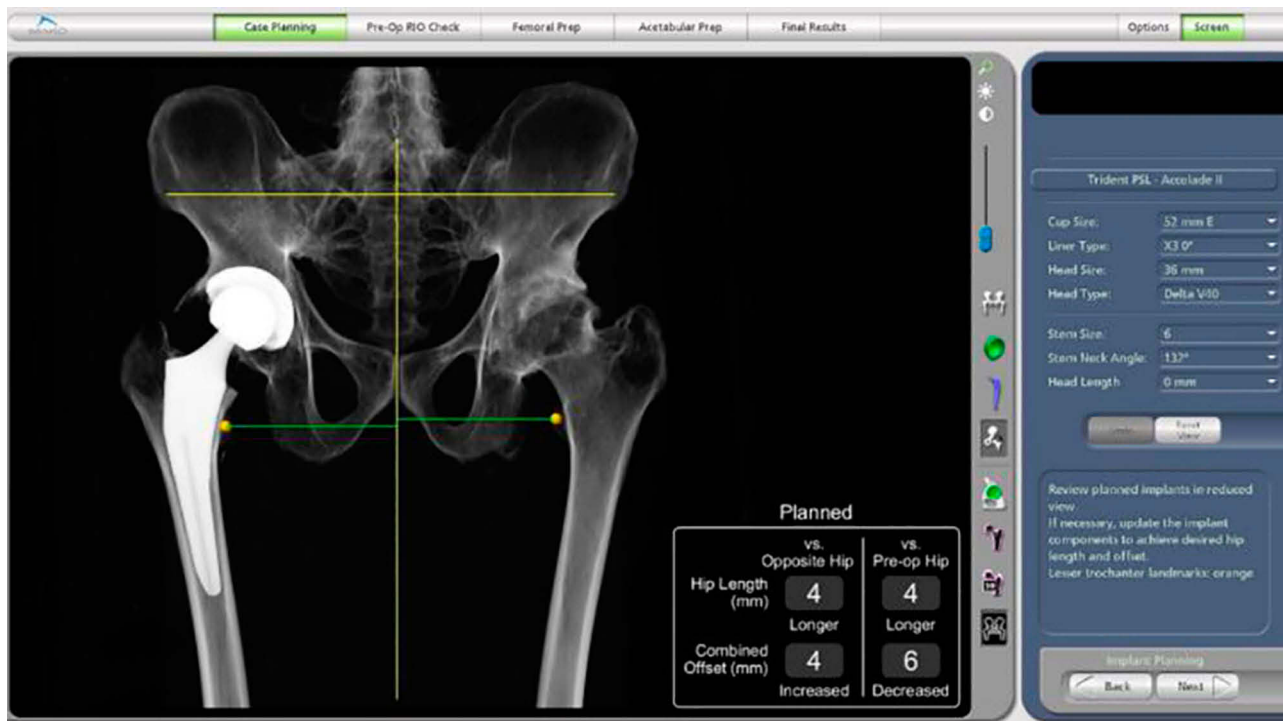 Case Planning
Pre-Op RIO Check
Femoral Prep
Acetabular Prep
Final Results
Options
Screen
Trident PSL - Accolade II
Cup Size: 52 mm E
Liner Type: X3 0°
Head Size: 36 mm
Head Type: Delta V40
Stem Size: 6
Stem Neck Angle: 132°
Head Length 0 mm
Reset
View
Review planned implants in reduced
view.
If necessary, update the implant
components to achieve desired hip
length and offset.
Lesser trochanter landmarks: orange
Planned
vs.
Opposite Hip
vs.
Pre-op Hip
Hip Length
(mm)
4
4
Longer
Longer
Combined
Offset (mm)
4
6
Increased
Decreased
Implant Planning
Back
Next